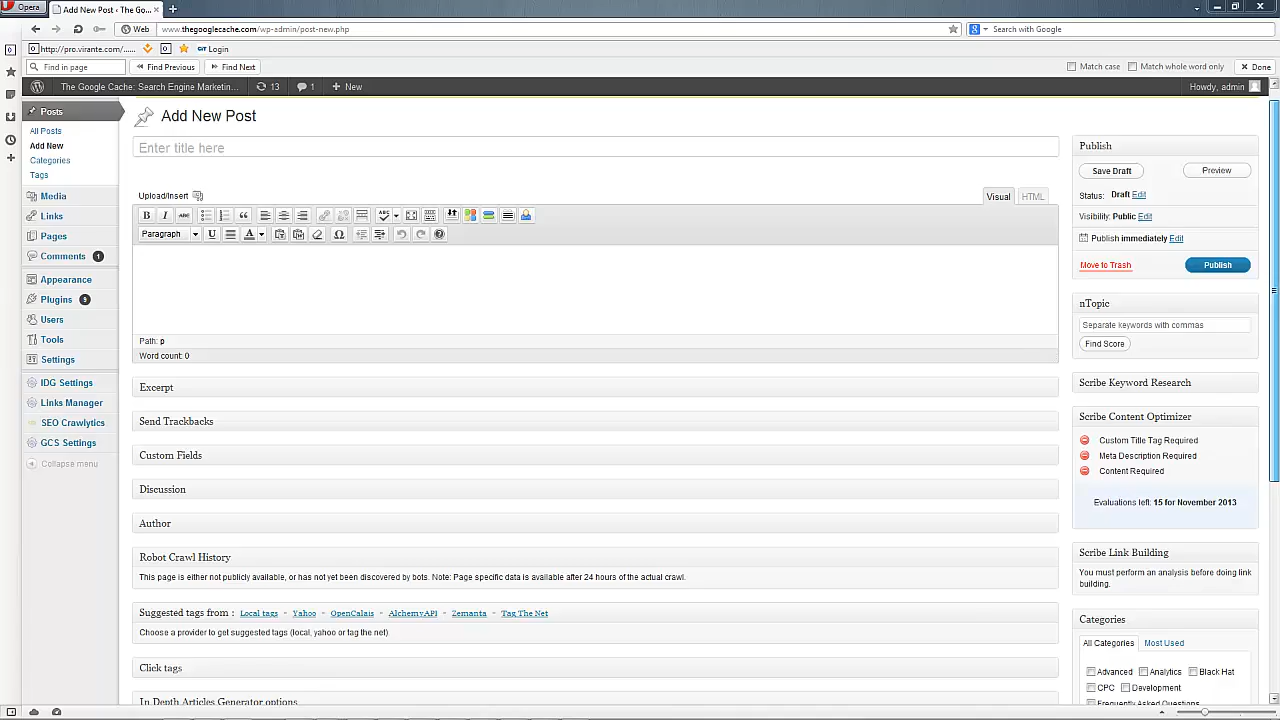 Opera
Add New Post ‹ The Go...
Web
www.thegooglecache.com/wp-admin/post-new.php
Search with Google
http://pro.virante.com/.....
Login
Find in page
Find Previous
Find Next
Match case
Match whole word only
Done
The Google Cache: Search Engine Marketin...
13
1
+ New
Howdy, admin
Posts
All Posts
Add New
Categories
Tags
Media
Links
Pages
Comments 1
Appearance
Plugins 9
Users
Tools
Settings
IDG Settings
Links Manager
SEO Crawlytics
GCS Settings
Collapse menu
Add New Post
Enter title here
Upload/Insert
Visual
HTML
B I ABC
ABC
Paragraph
U
A
Path: p
Word count: 0
Excerpt
Send Trackbacks
Custom Fields
Discussion
Author
Robot Crawl History
This page is either not publicly available, or has not yet been discovered by bots. Note: Page specific data is available after 24 hours of the actual crawl.
Suggested tags from : Local tags - Yahoo - OpenCalais - AlchemyAPI - Zemanta - Tag The Net
Choose a provider to get suggested tags (local, yahoo or tag the net)
Click tags
In Depth Articles Generator options
Publish
Save Draft
Preview
Status: Draft Edit
Visibility: Public Edit
Publish immediately Edit
Move to Trash
Publish
nTopic
Separate keywords with commas
Find Score
Scribe Keyword Research
Scribe Content Optimizer
Custom Title Tag Required
Meta Description Required
Content Required
Evaluations left: 15 for November 2013
Scribe Link Building
You must perform an analysis before doing link
building.
Categories
All Categories
Most Used
Advanced
Analytics
Black Hat
CPC
Development
Frequently Asked Questions